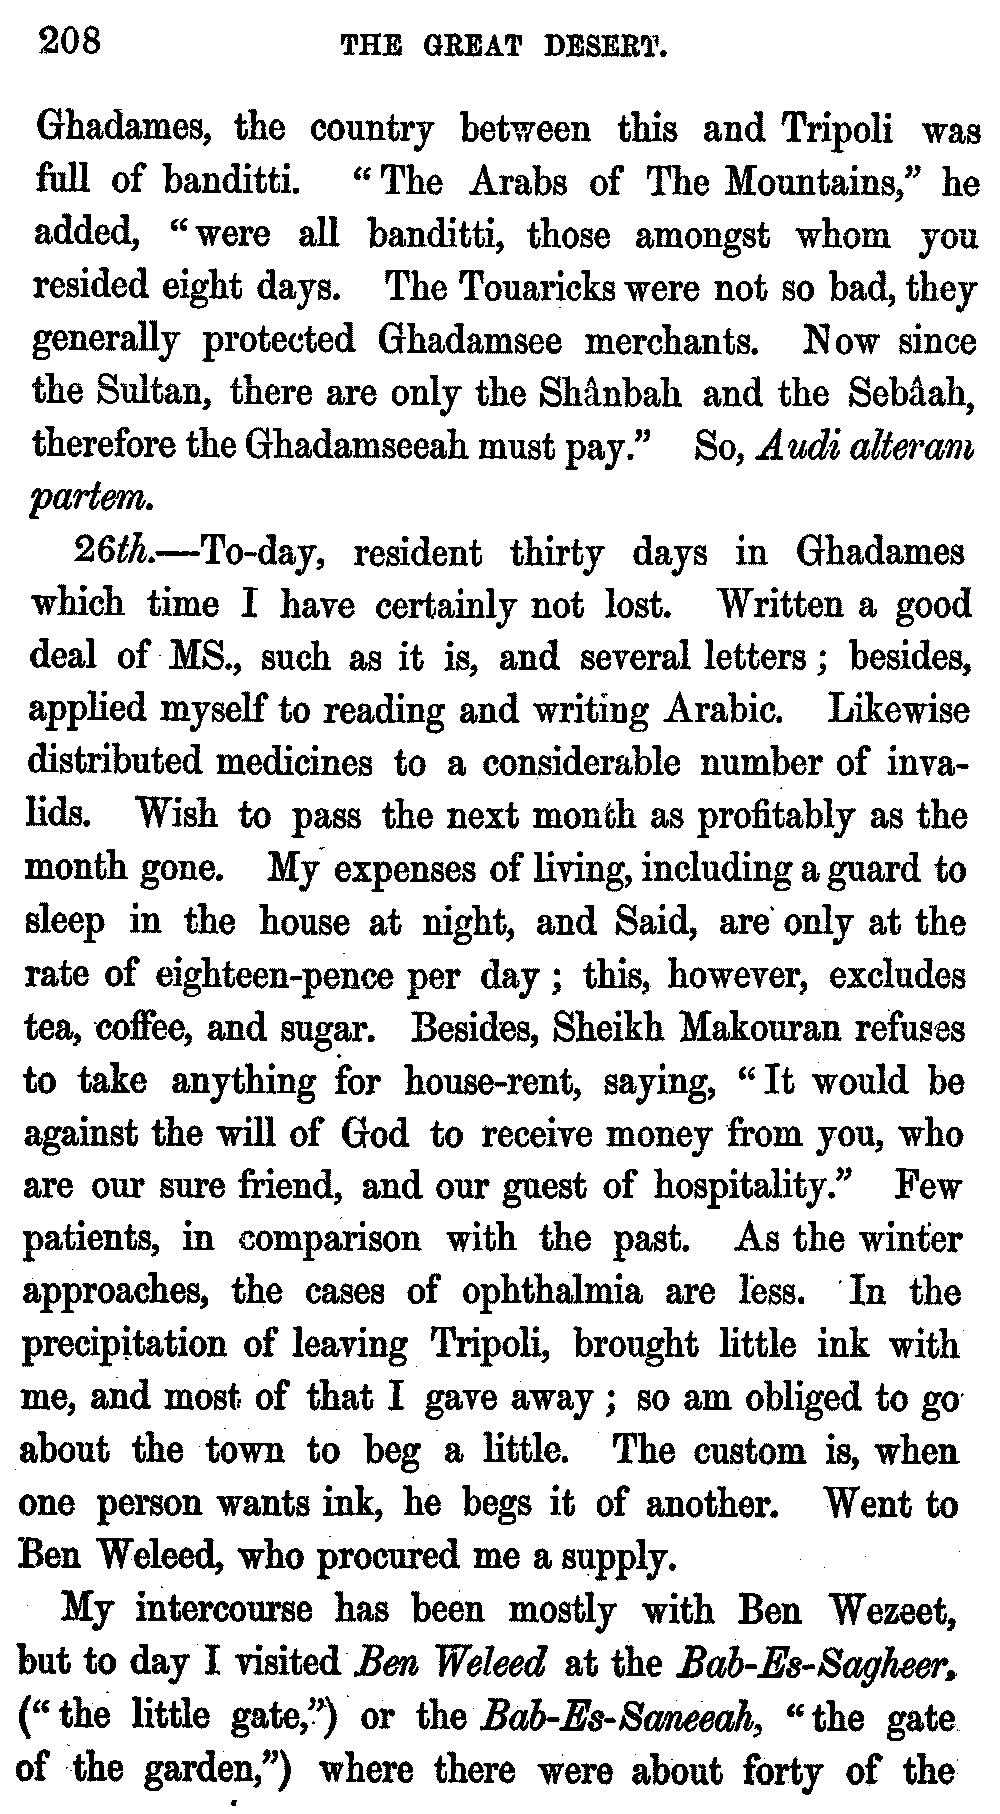 208 THE GREAT DESERT.
Ghadames, the country between this and Tripoli was
full of banditti. “The Arabs of The Mountains,” he
added, “were all banditti, those amongst whom you
resided eight days. The Touaricks were not so bad, they
generally protected Ghadamsee merchants. Now since
the Sultan, there are only the Shânbah and the Sebâah,
therefore the Ghadamseeah must pay.” So, Audi alteram
partem.
26th.—To-day, resident thirty days in Ghadames
which time I have certainly not lost. Written a good
deal of MS., such as it is, and several letters; besides,
applied myself to reading and writing Arabic. Likewise
distributed medicines to a considerable number of inva-
lids. Wish to pass the next month as profitably as the
month gone. My expenses of living, including a guard to
sleep in the house at night, and Said, are only at the
rate of eighteen-pence per day; this, however, excludes
tea, coffee, and sugar. Besides, Sheikh Makouran refuses
to take anything for house-rent, saying, “It would be
against the will of God to receive money from you, who
are our sure friend, and our guest of hospitality.” Few
patients, in comparison with the past. As the winter
approaches, the cases of ophthalmia are less. In the
precipitation of leaving Tripoli, brought little ink with
me, and most of that I gave away; so am obliged to go
about the town to beg a little. The custom is, when
one person wants ink, he begs it of another. Went to
Ben Weleed, who procured me a supply.
My intercourse has been mostly with Ben Wezeet,
but to day I visited Ben Weleed at the Bab-Es-Sagheer.
(“the little gate,”) or the Bab-Es-Saneeah, “the gate
of the garden,”) where there were about forty of the